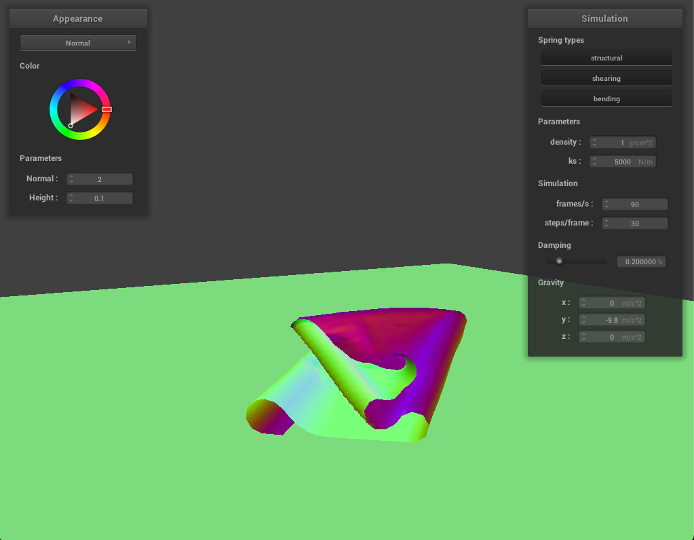 Appearance
Normal
Color
Parameters
Normal : 2
Height : 0.1
Simulation
Spring types
structural
shearing
bending
Parameters
density : 1 g/cm^2
ks : 5000 N/m
Simulation
frames/s : 90
steps/frame : 30
Damping
0.200000 %
Gravity
x : 0 m/s^2
y : -9.8 m/s^2
z : 0 m/s^2